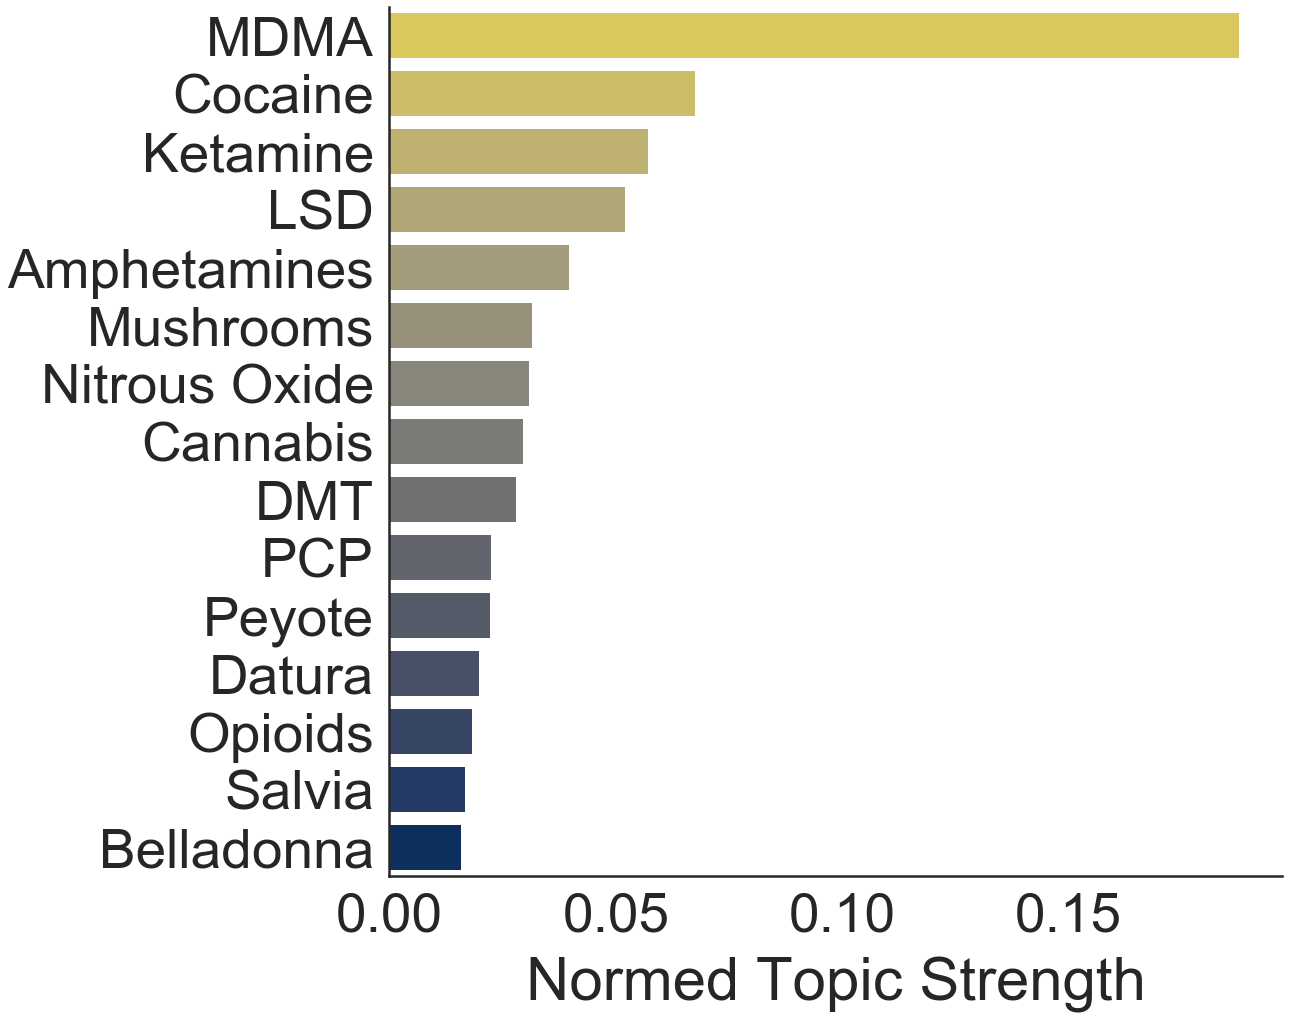 MDMA
Cocaine
Ketamine
LSD
Amphetamines
Mushrooms
Nitrous Oxide
Cannabis
DMT
PCP
Peyote
Datura
Opioids
Salvia
Belladonna
0.00 0.05 0.10 0.15
Normed Topic Strength